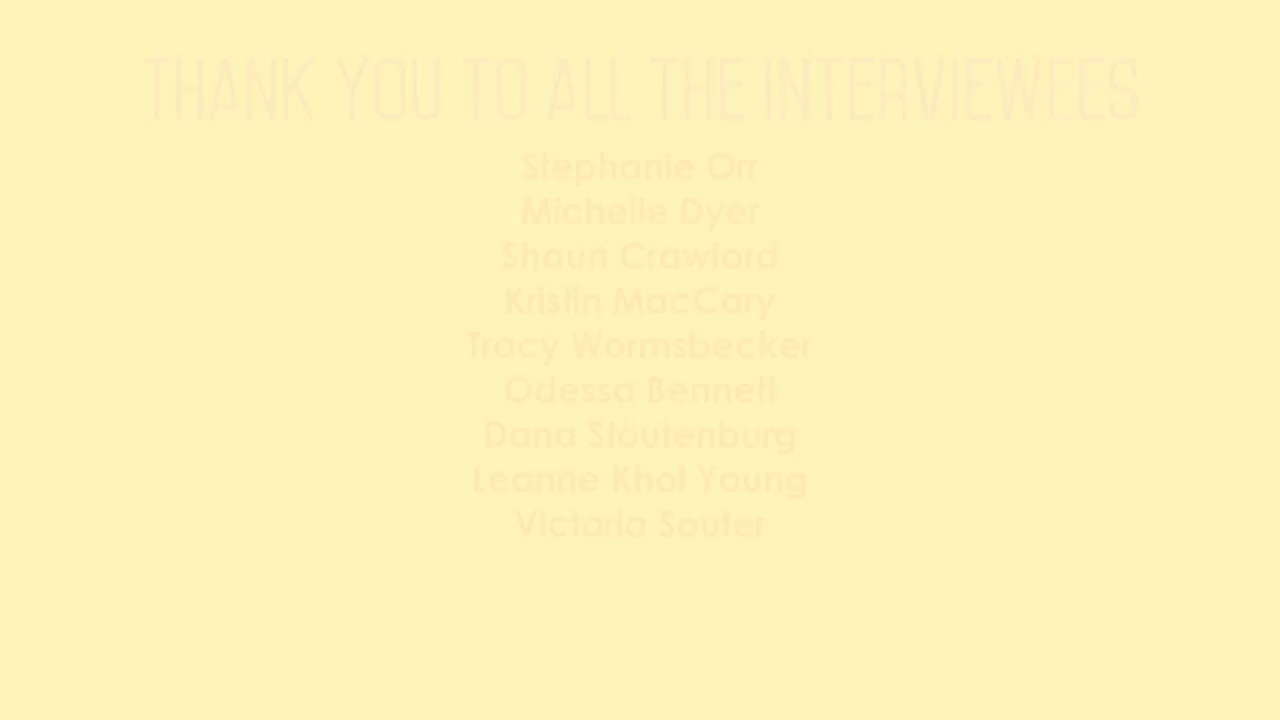 THANK YOU TO ALL THE INTERVIEWEES
Stephanie Orr
Michelle Dyer
Shaun Crawford
Kristin MacCary
Tracy Wormsbecker
Odessa Bennett
Dana Stoutenburg
Leanne Khol Young
Victoria Souter